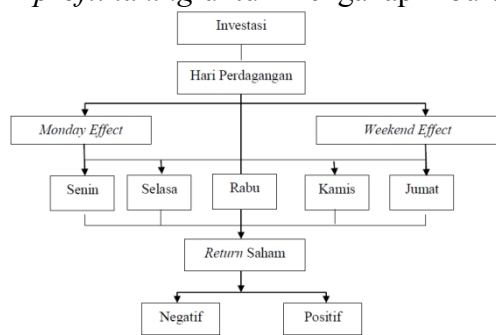 Investasi
Hari Perdagangan
Monday Effect
Weekend Effect
Senin
Selasa
Rabu
Kamis
Jumat
Return Saham
Negatif
Positif